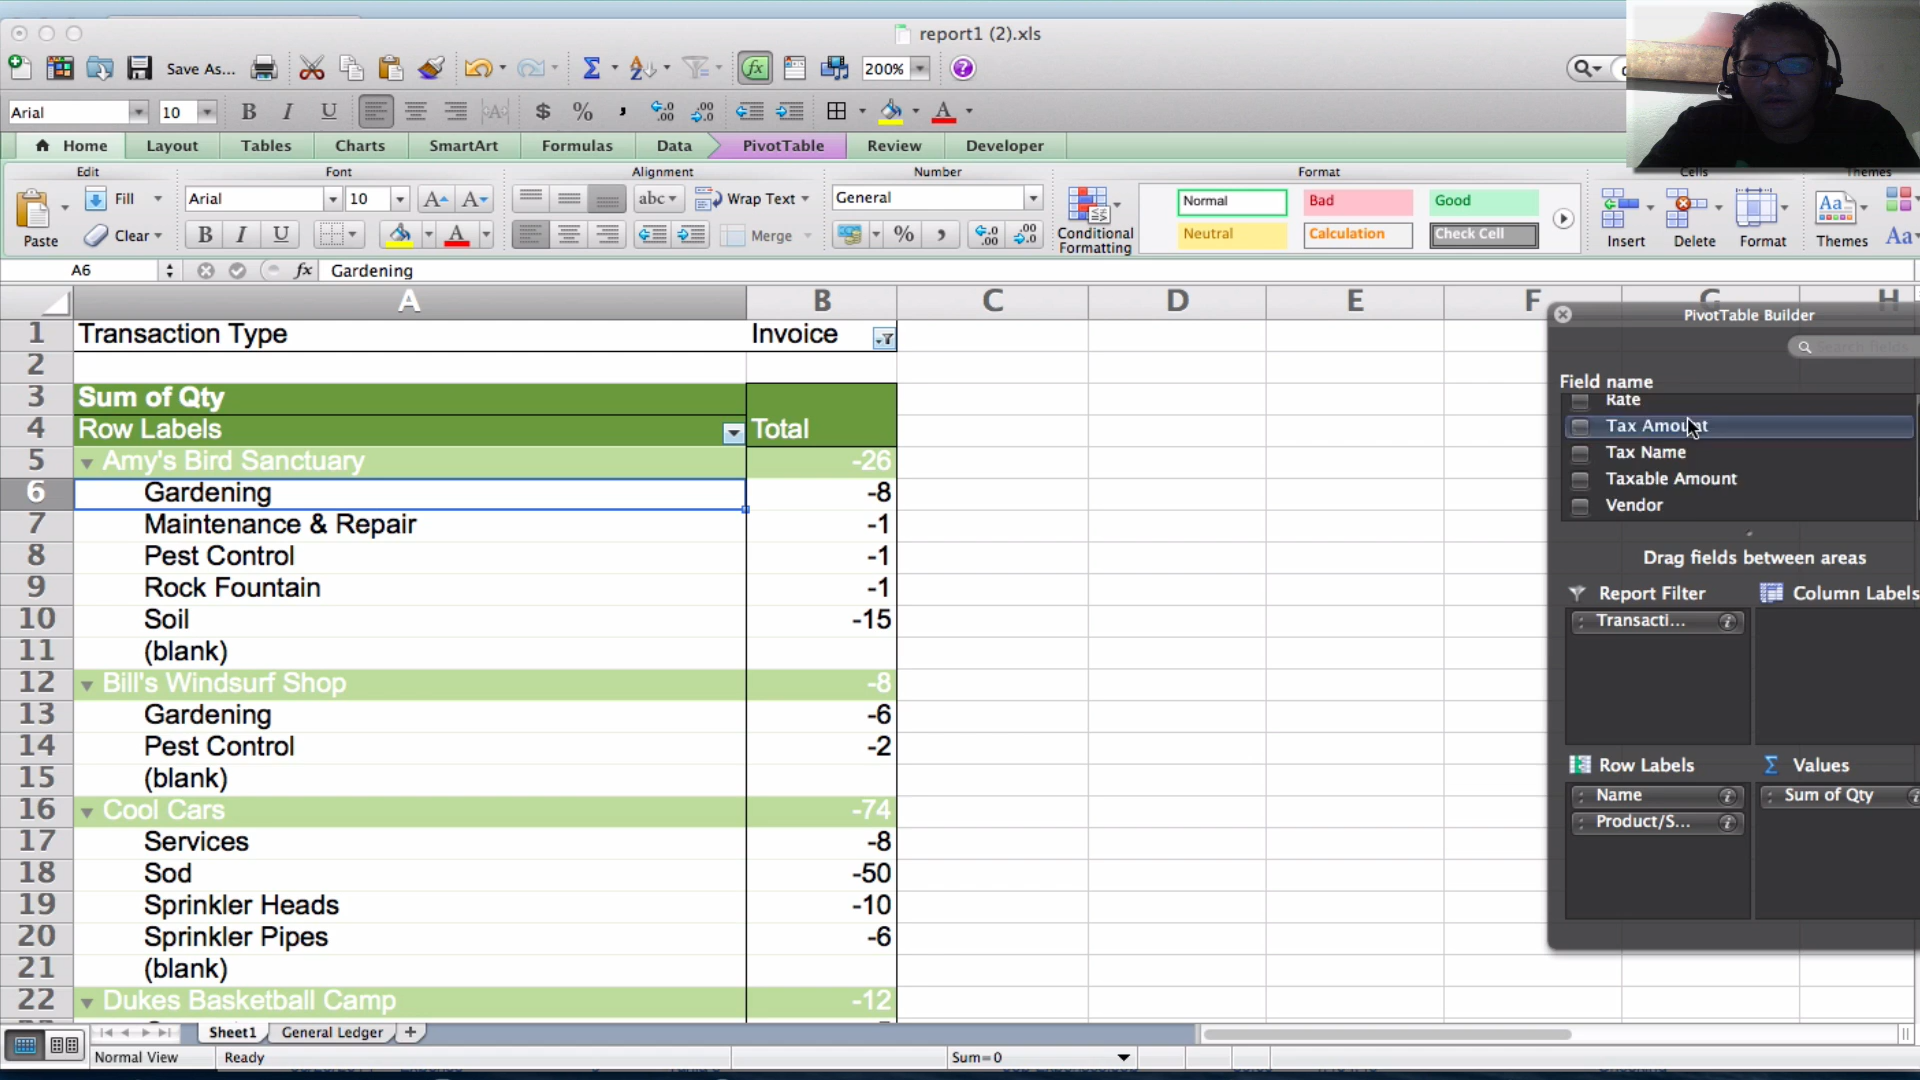 report1 (2).xls
Save As...
200%
Arial 10 B I U $ % ,
Home Layout Tables Charts SmartArt Formulas Data PivotTable Review Developer
Edit Font Alignment Number Format Cells Themes
Fill Arial 10 A A abc Wrap Text General Normal Bad Good
Paste Clear B I U Merge % , Conditional Formatting Neutral Calculation Check Cell Insert Delete Format Themes
A6 fx Gardening
A B C D E F G H
1 Transaction Type Invoice
2
3 Sum of Qty
4 Row Labels Total
5 Amy's Bird Sanctuary -26
6 Gardening -8
7 Maintenance & Repair -1
8 Pest Control -1
9 Rock Fountain -1
10 Soil -15
11 (blank)
12 Bill's Windsurf Shop -8
13 Gardening -6
14 Pest Control -2
15 (blank)
16 Cool Cars -74
17 Services -8
18 Sod -50
19 Sprinkler Heads -10
20 Sprinkler Pipes -6
21 (blank)
22 Dukes Basketball Camp -12
PivotTable Builder
Search fields
Field name
Rate
Tax Amount
Tax Name
Taxable Amount
Vendor
Drag fields between areas
Report Filter Column Labels
Transacti...
Row Labels Values
Name Sum of Qty
Product/S...
Sheet1 General Ledger +
Normal View Ready Sum=0